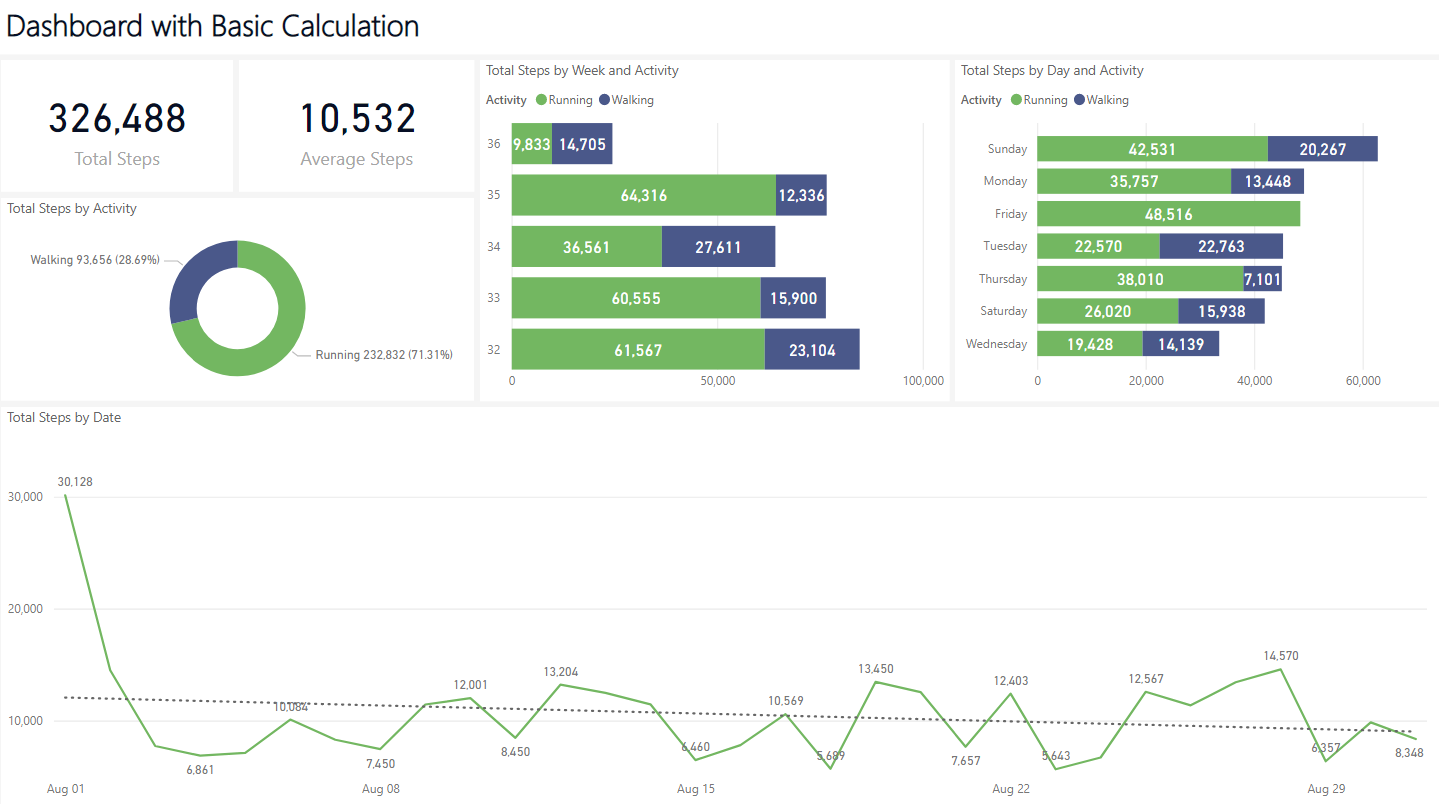 Dashboard with Basic Calculation
326,488
Total Steps
10,532
Average Steps
Total Steps by Activity
Walking 93,656 (28.69%)
Running 232,832 (71.31%)
Total Steps by Week and Activity
Activity Running Walking
36 9,833 14,705
35 64,316 12,336
34 36,561 27,611
33 60,555 15,900
32 61,567 23,104
0 50,000 100,000
Total Steps by Day and Activity
Activity Running Walking
Sunday 42,531 20,267
Monday 35,757 13,448
Friday 48,516
Tuesday 22,570 22,763
Thursday 38,010 7,101
Saturday 26,020 15,938
Wednesday 19,428 14,139
0 20,000 40,000 60,000
Total Steps by Date
30,128
30,000
20,000
14,570
13,204 13,450
12,001 12,403 12,567
10,084 10,569
10,000
8,450 6,460 5,689 7,657 5,643 6,357 8,348
6,861 7,450
Aug 01 Aug 08 Aug 15 Aug 22 Aug 29